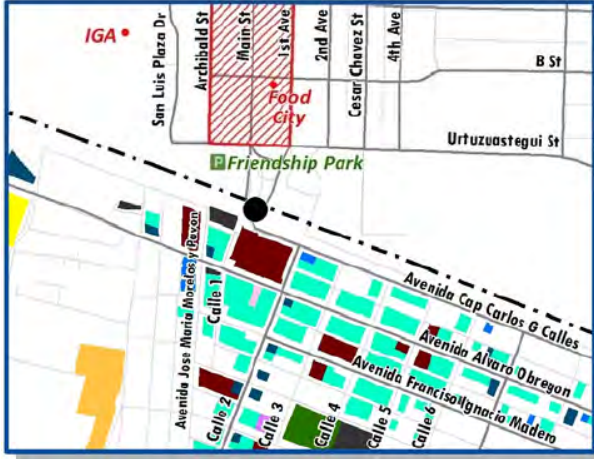 IGA
San Luis Plaza Dr
Archibald St
Main St
1st Ave
2nd Ave
Cesar Chavez St
4th Ave
B St
Food
City
Urtuzuastegui St
P
Friendship Park
Avenida Jose Maria Morelos y Pavon
Calle 1
Avenida Cap Carlos G Calles
Avenida Alvaro Obregon
Avenida Franciso Ignacio Madero
Calle 2
Calle 3
Calle 4
Calle 5
Calle 6